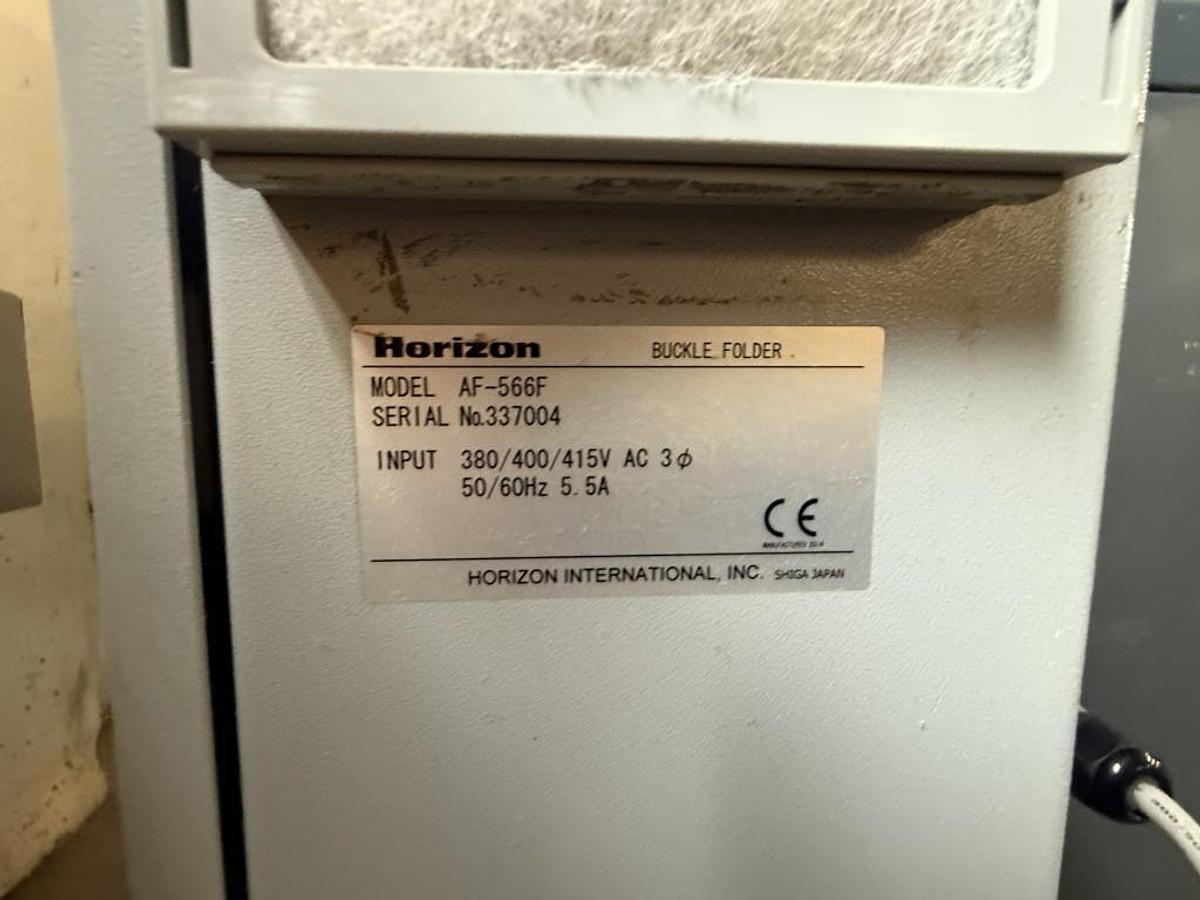 Horizon BUCKLE FOLDER
MODEL AF-566F
SERIAL No.337004
INPUT 380/400/415V AC 3φ
50/60Hz 5.5A
CE
HORIZON INTERNATIONAL, INC. SHIGA JAPAN